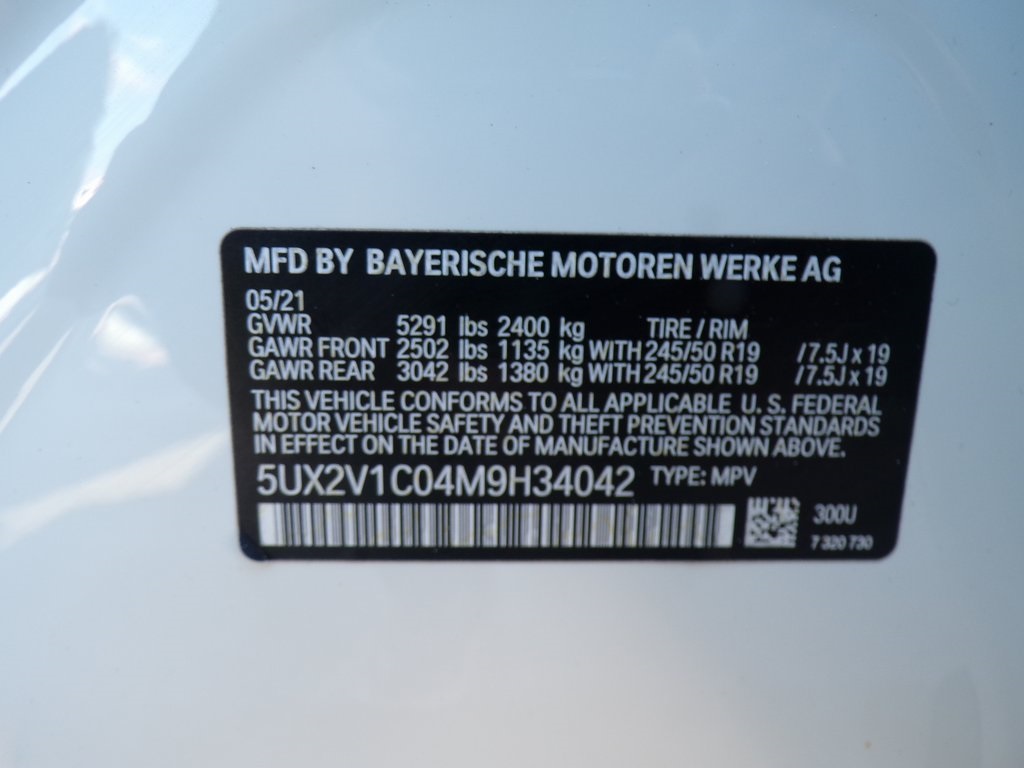 MFD BY BAYERISCHE MOTOREN WERKE AG
05/21
GVWR 5291 lbs 2400 kg TIRE / RIM
GAWR FRONT 2502 lbs 1135 kg WITH 245/50 R19 /7.5J x 19
GAWR REAR 3042 lbs 1380 kg WITH 245/50 R19 /7.5J x 19
THIS VEHICLE CONFORMS TO ALL APPLICABLE U. S. FEDERAL
MOTOR VEHICLE SAFETY AND THEFT PREVENTION STANDARDS
IN EFFECT ON THE DATE OF MANUFACTURE SHOWN ABOVE.
5UX2V1C04M9H34042 TYPE: MPV
300U
7 320 730